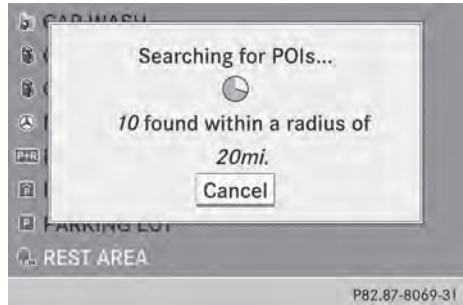 CAR WASH
Searching for POIs...
10 found within a radius of
20mi.
Cancel
P+R
P
PARKING LOT
REST AREA
P82.87-8069-31